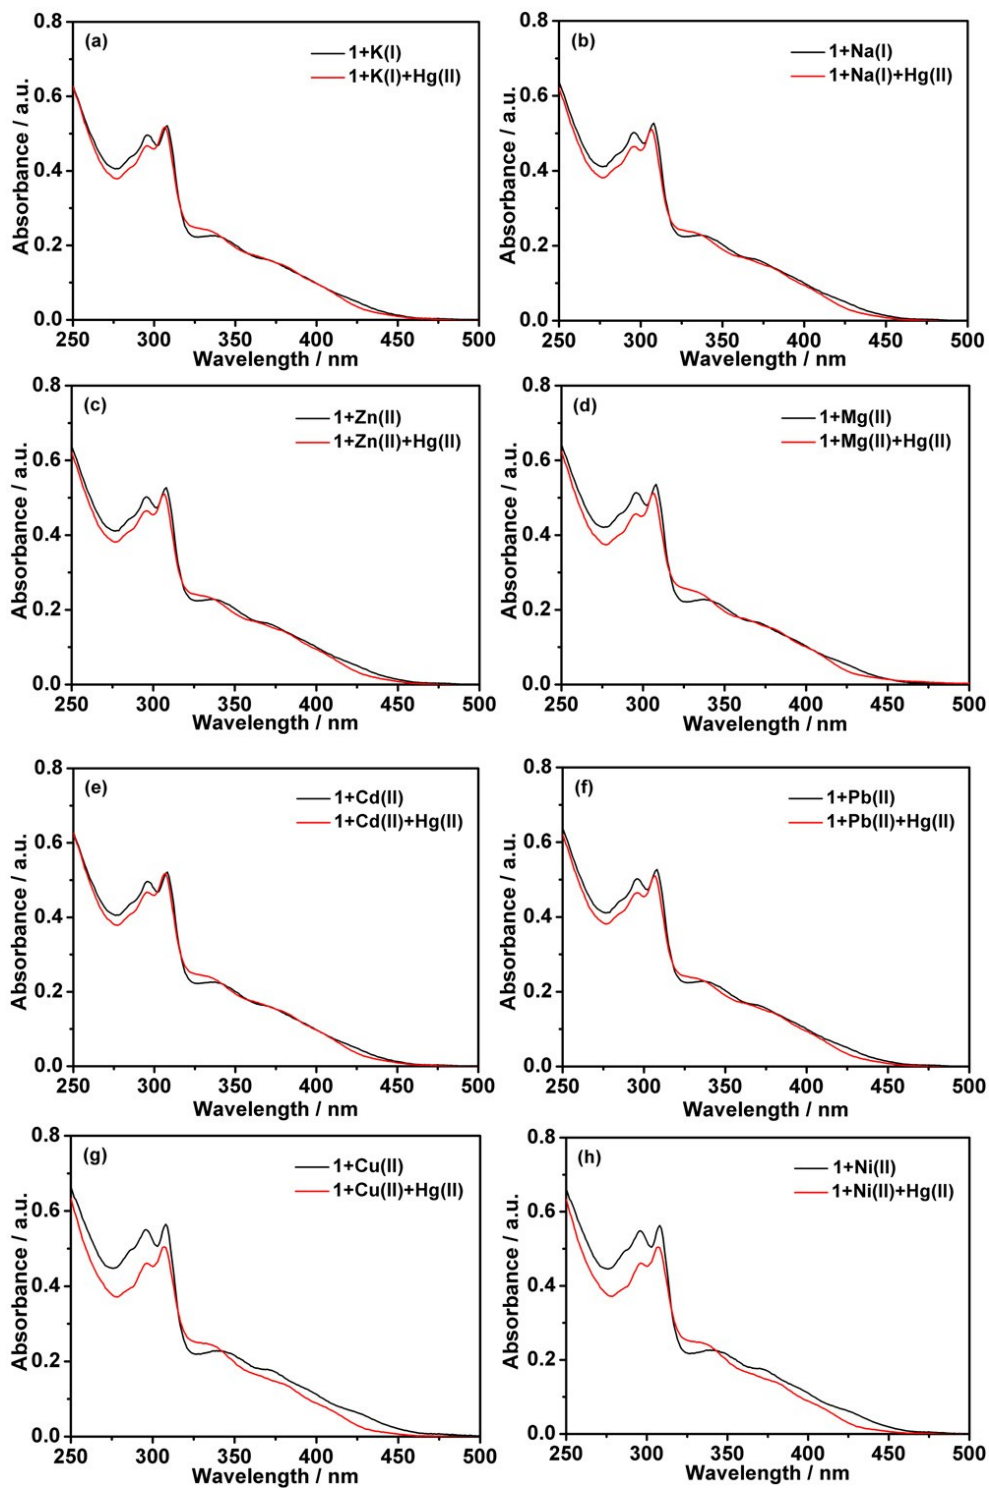 (a)
1+K(I)
1+K(I)+Hg(II)
Absorbance / a.u.
0.8
0.6
0.4
0.2
0.0
250 300 350 400 450 500
Wavelength / nm
(b)
1+Na(I)
1+Na(I)+Hg(II)
Absorbance / a.u.
0.8
0.6
0.4
0.2
0.0
250 300 350 400 450 500
Wavelength / nm
(c)
1+Zn(II)
1+Zn(II)+Hg(II)
Absorbance / a.u.
0.8
0.6
0.4
0.2
0.0
250 300 350 400 450 500
Wavelength / nm
(d)
1+Mg(II)
1+Mg(II)+Hg(II)
Absorbance / a.u.
0.8
0.6
0.4
0.2
0.0
250 300 350 400 450 500
Wavelength / nm
(e)
1+Cd(II)
1+Cd(II)+Hg(II)
Absorbance / a.u.
0.8
0.6
0.4
0.2
0.0
250 300 350 400 450 500
Wavelength / nm
(f)
1+Pb(II)
1+Pb(II)+Hg(II)
Absorbance / a.u.
0.8
0.6
0.4
0.2
0.0
250 300 350 400 450 500
Wavelength / nm
(g)
1+Cu(II)
1+Cu(II)+Hg(II)
Absorbance / a.u.
0.8
0.6
0.4
0.2
0.0
250 300 350 400 450 500
Wavelength / nm
(h)
1+Ni(II)
1+Ni(II)+Hg(II)
Absorbance / a.u.
0.8
0.6
0.4
0.2
0.0
250 300 350 400 450 500
Wavelength / nm